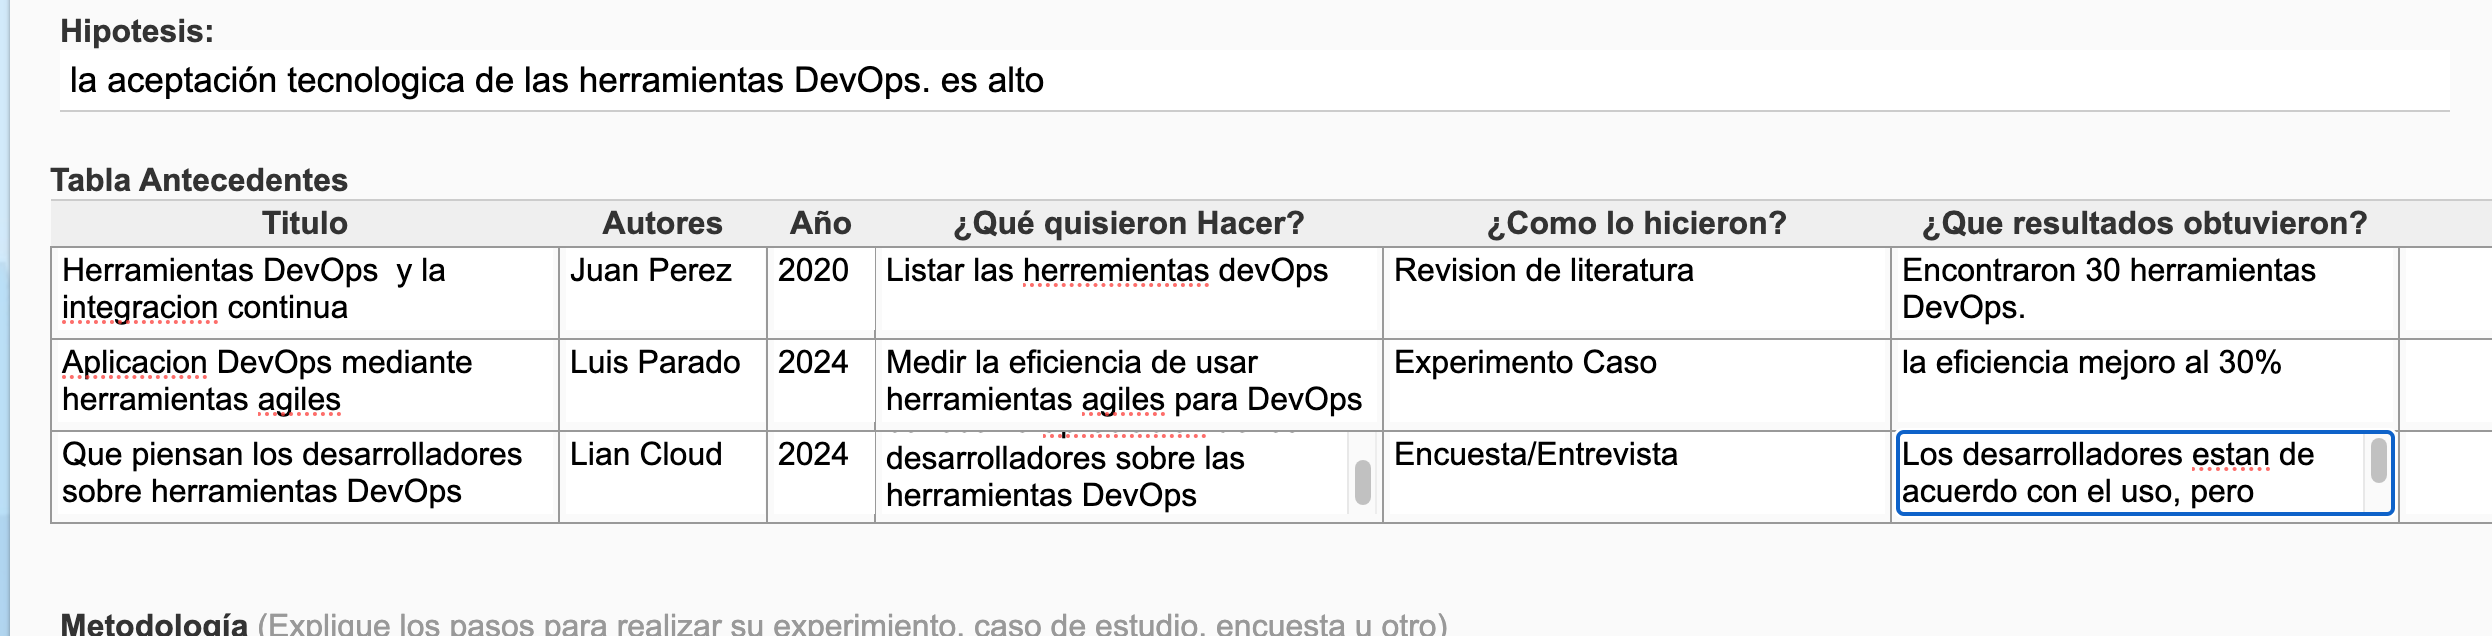 Hipotesis:
la aceptación tecnologica de las herramientas DevOps. es alto
Tabla Antecedentes
Titulo Autores Año ¿Qué quisieron Hacer? ¿Como lo hicieron? ¿Que resultados obtuvieron?
Herramientas DevOps  y la
integracion continua
Juan Perez
2020
Listar las herremientas devOps
Revision de literatura
Encontraron 30 herramientas
DevOps.
Aplicacion DevOps mediante
herramientas agiles
Luis Parado
2024
Medir la eficiencia de usar
herramientas agiles para DevOps
Experimento Caso
la eficiencia mejoro al 30%
Que piensan los desarrolladores
sobre herramientas DevOps
Lian Cloud
2024
desarrolladores sobre las
herramientas DevOps
Encuesta/Entrevista
Los desarrolladores estan de
acuerdo con el uso, pero
Metodología (Explique los pasos para realizar su experimento, caso de estudio, encuesta u otro)